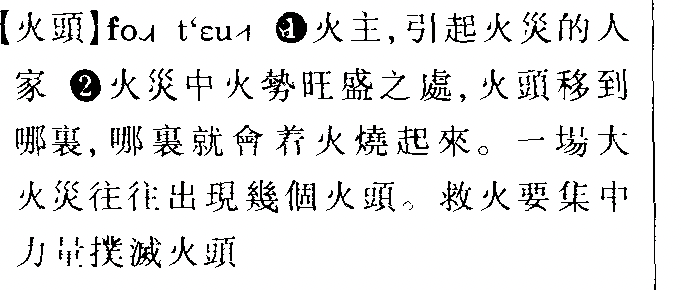 【火頭】fo˩ t‘ɛu˧ ❶火主,引起火災的人
家 ❷火災中火勢旺盛之處,火頭移到
哪裏,哪裏就會着火燒起來。一場大
火災往往出現幾個火頭。救火要集中
力量撲滅火頭